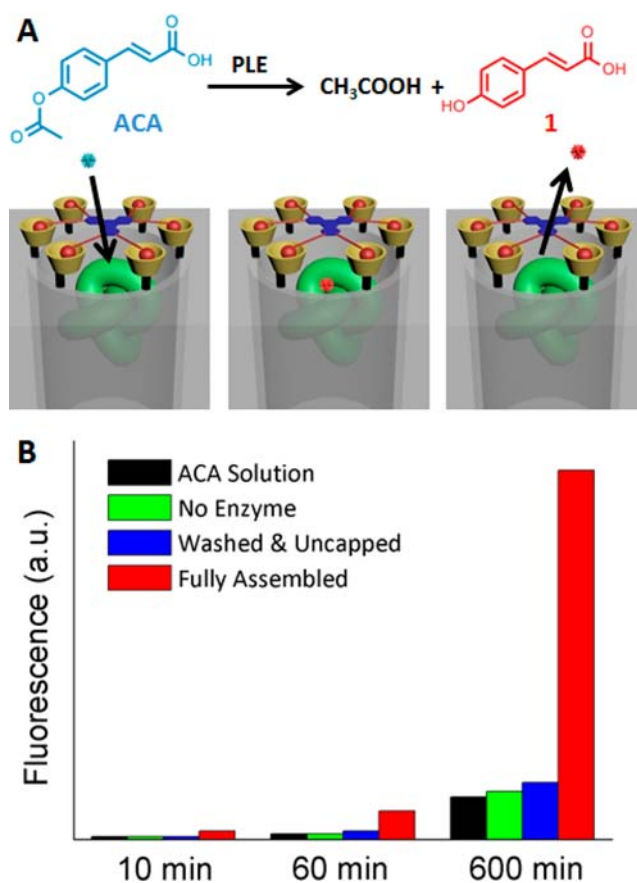 A
O
OH
PLE
CH₃COOH +
O
OH
HO
O
O
ACA
1
B
ACA Solution
No Enzyme
Washed & Uncapped
Fully Assembled
Fluorescence (a.u.)
10 min
60 min
600 min